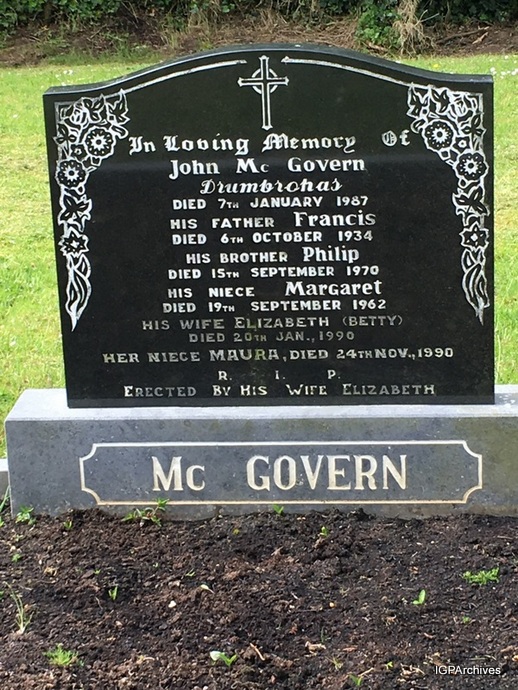 In Loving Memory Of
John Mc Govern
Drumbrohas
DIED 7TH JANUARY 1987
HIS FATHER Francis
DIED 6TH OCTOBER 1934
HIS BROTHER Philip
DIED 15TH SEPTEMBER 1970
HIS NIECE Margaret
DIED 19TH SEPTEMBER 1962
HIS WIFE ELIZABETH (BETTY)
DIED 20TH JAN., 1990
HER NIECE MAURA, DIED 24TH NOV., 1990
R. I. P.
ERECTED BY HIS WIFE ELIZABETH
Mc GOVERN
IGPArchives